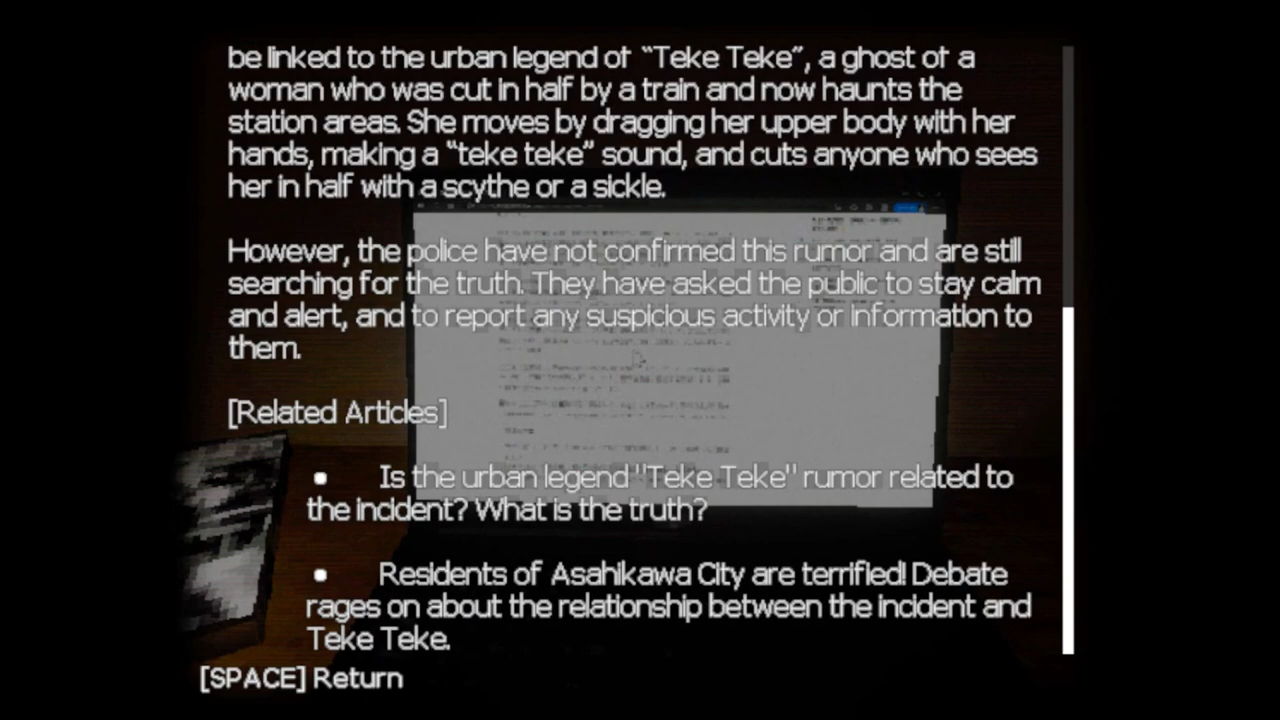 be linked to the urban legend of “Teke Teke”, a ghost of a
woman who was cut in half by a train and now haunts the
station areas. She moves by dragging her upper body with her
hands, making a “teke teke” sound, and cuts anyone who sees
her in half with a scythe or a sickle.
However, the police have not confirmed this rumor and are still
searching for the truth. They have asked the public to stay calm
and alert, and to report any suspicious activity or information to
them.
[Related Articles]
• Is the urban legend "Teke Teke" rumor related to
the incident? What is the truth?
• Residents of Asahikawa City are terrified! Debate
rages on about the relationship between the incident and
Teke Teke.
[SPACE] Return